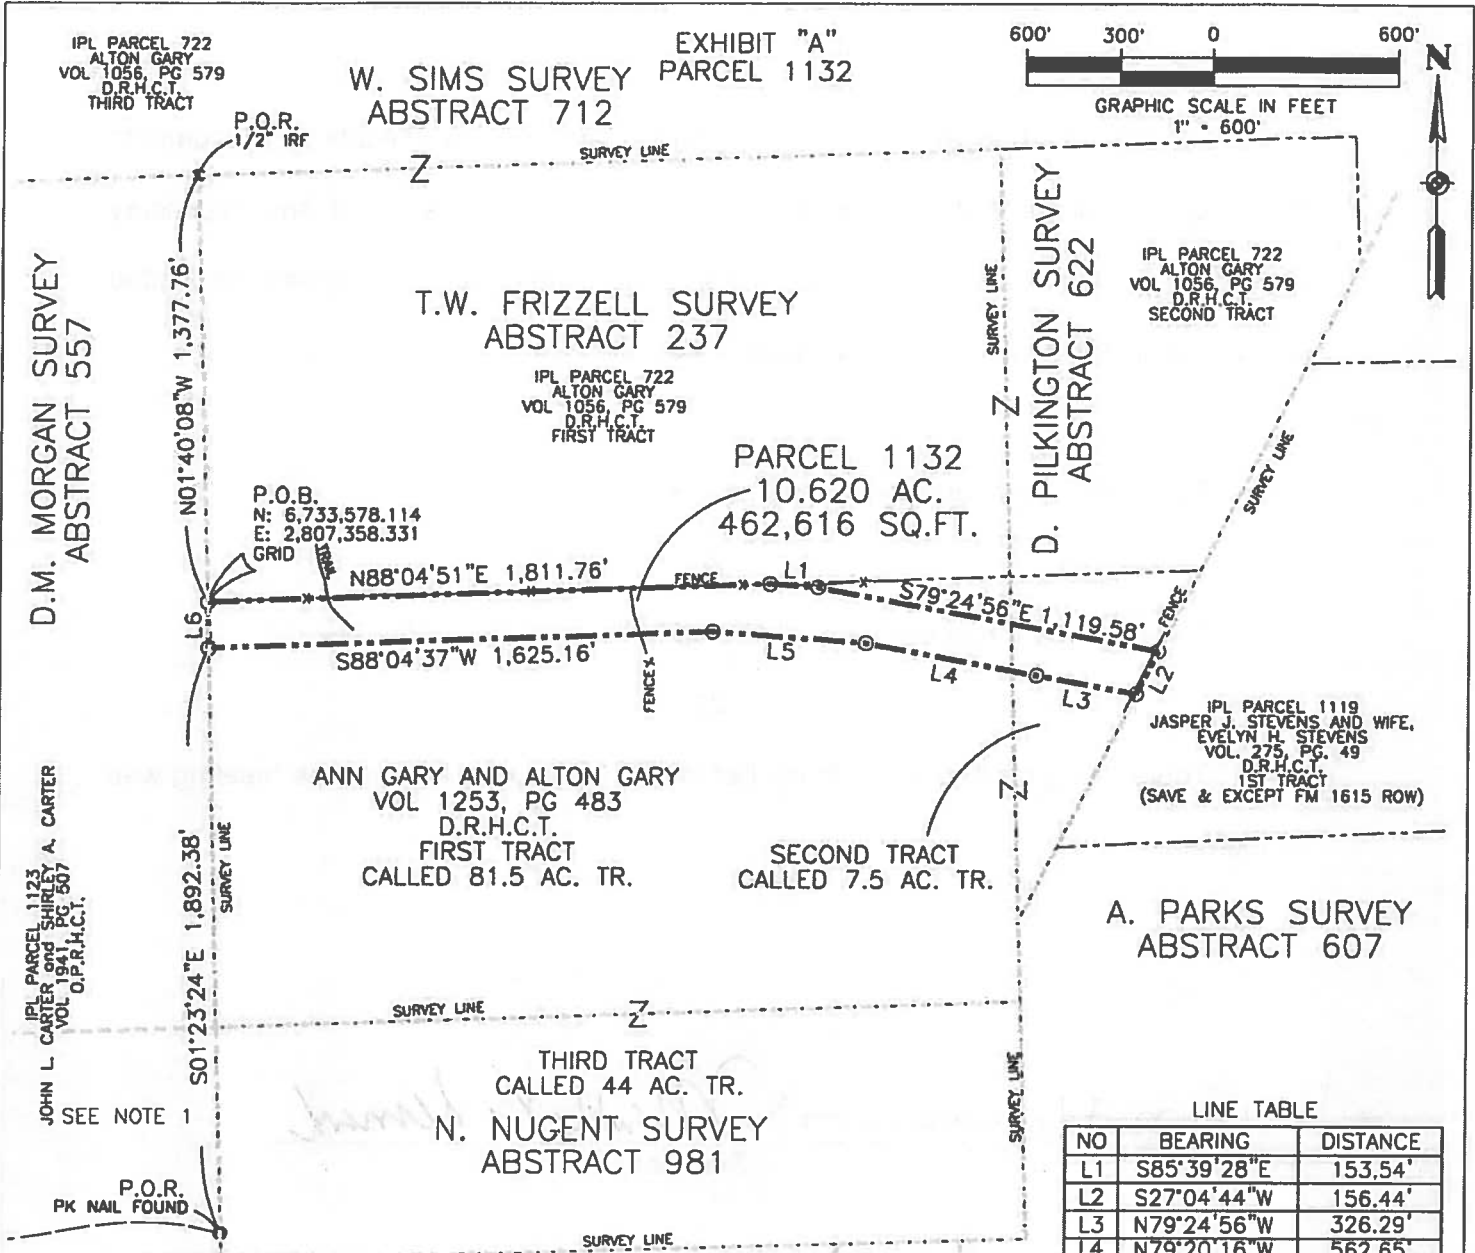 IPL PARCEL 722
ALTON GARY
VOL 1056, PG 579
D.R.H.C.T.
THIRD TRACT
W. SIMS SURVEY
ABSTRACT 712
EXHIBIT "A"
PARCEL 1132
600' 300' 0 600'
GRAPHIC SCALE IN FEET
1" - 600'
N
P.O.R.
1/2" IRF
SURVEY LINE
Z
D.M. MORGAN SURVEY
ABSTRACT 557
N01°40'08"W 1,377.76'
T.W. FRIZZELL SURVEY
ABSTRACT 237
IPL PARCEL 722
ALTON GARY
VOL 1056, PG 579
D.R.H.C.T.
FIRST TRACT
SURVEY LINE
Z
D. PILKINGTON SURVEY
ABSTRACT 622
IPL PARCEL 722
ALTON GARY
VOL 1056, PG 579
D.R.H.C.T.
SECOND TRACT
SURVEY LINE
PARCEL 1132
10.620 AC.
462,616 SQ.FT.
P.O.B.
N: 6,733,578.114
E: 2,807,358.331
GRID
TRAIL
N88°04'51"E 1,811.76'
FENCE
L1
S79°24'56"E 1,119.58'
FENCE
L6
S88°04'37"W 1,625.16'
FENCE
L5
L4
L3
L2
IPL PARCEL 1119
JASPER J. STEVENS AND WIFE,
EVELYN H. STEVENS
VOL. 275, PG. 49
D.R.H.C.T.
1ST TRACT
(SAVE & EXCEPT FM 1615 ROW)
ANN GARY AND ALTON GARY
VOL 1253, PG 483
D.R.H.C.T.
FIRST TRACT
CALLED 81.5 AC. TR.
SECOND TRACT
CALLED 7.5 AC. TR.
Z
A. PARKS SURVEY
ABSTRACT 607
IPL PARCEL 1123
JOHN L. CARTER and SHIRLEY A. CARTER
VOL 1941, PG 507
O.P.R.H.C.T.
S01°23'24"E 1,892.38'
SURVEY LINE
SURVEY LINE
Z
THIRD TRACT
CALLED 44 AC. TR.
N. NUGENT SURVEY
ABSTRACT 981
SURVEY LINE
SEE NOTE 1
P.O.R.
PK NAIL FOUND
SURVEY LINE
LINE TABLE
NO BEARING DISTANCE
L1 S85°39'28"E 153.54'
L2 S27°04'44"W 156.44'
L3 N79°24'56"W 326.29'
L4 N79°20'16"W 562.65'